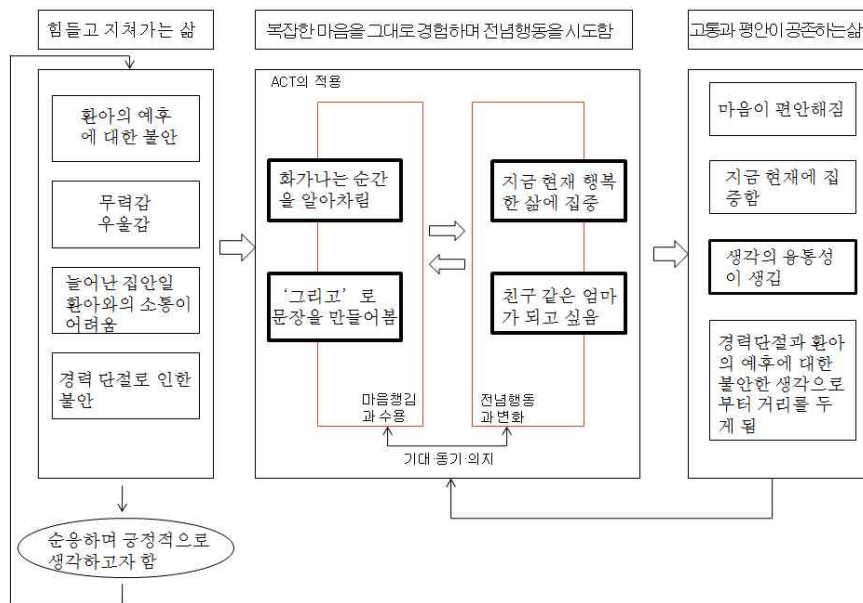 힘들고 지쳐가는 삶
복잡한 마음을 그대로 경험하며 전념행동을 시도함
고통과 평안이 공존하는삶
환아의 예후
에 대한 불안
무력감
우울감
늘어난 집안일
환아와의 소통이
어려움
경력 단절로 인한
불안
순응하며 긍정적으로
생각하고자 함
ACT의 적용
화가나는 순간
을 알아차림
‘그리고’로
문장을 만들어봄
마음챙김
과 수용
지금 현재 행복
한 삶에 집중
친구 같은 엄마
가 되고 싶음
전념행동
과 변화
기대·동기·의지
마음이 편안해짐
지금 현재에 집
중함
생각의 융통성
이 생김
경력단절과 환아
의 예후에 대한
불안한 생각으로
부터 거리를 두
게 됨